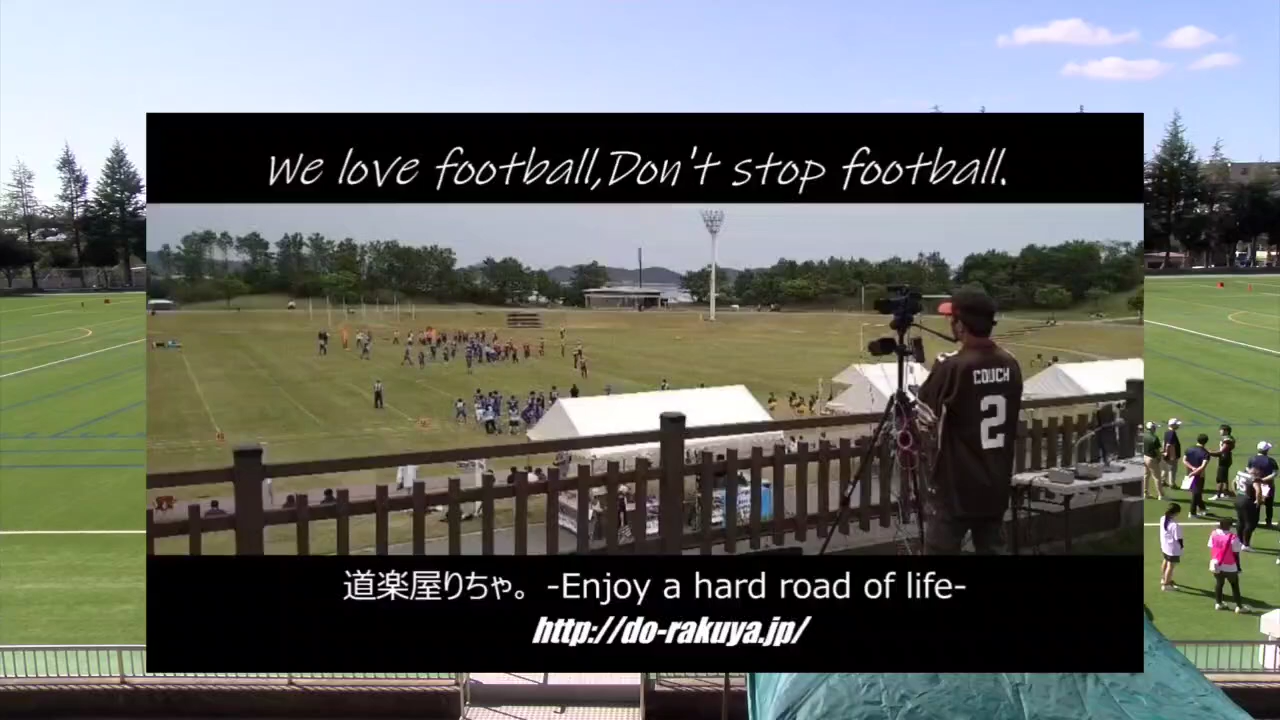 We love football,Don't stop football.
COUCH
2
道楽屋りちゃ。 -Enjoy a hard road of life-
http://do-rakuya.jp/